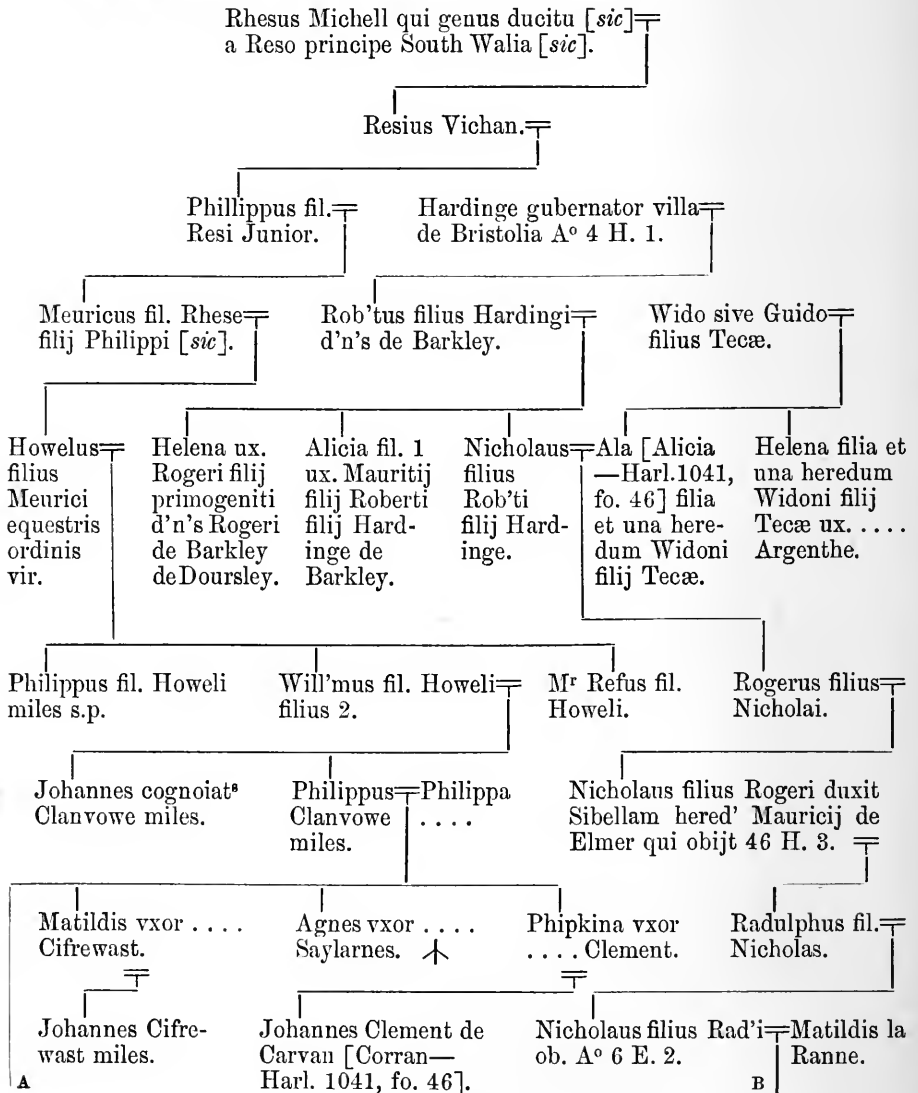 Rhesus Michell qui genus ducitu [sic]
a Reso principe South Walia [sic].
Resius Vichan.
Phillippus fil.
Resi Junior.
Hardinge gubernator villa
de Bristolia Aº 4 H. 1.
Meuricus fil. Rhese
filij Philippi [sic].
Rob'tus filius Hardingi
d'n's de Barkley.
Wido sive Guido
filius Tecæ.
Howelus
filius
Meurici
equestris
ordinis
vir.
Helena ux.
Rogeri filij
primogeniti
d'n's Rogeri
de Barkley
de Doursley.
Alicia fil. 1
ux. Mauritij
filij Roberti
filij Hard-
inge de
Barkley.
Nicholaus
filius
Rob'ti
filij Hard-
inge.
Ala [Alicia
—Harl. 1041,
fo. 46] filia
et una here-
dum Widoni
filij Tecæ.
Helena filia et
una heredum
Widoni filij
Tecæ ux. . . . .
Argenthe.
Philippus fil. Howeli
miles s.p.
Will'mus fil. Howeli
filius 2.
Mʳ Refus fil.
Howeli.
Rogerus filius
Nicholai.
Johannes cognoiatˢ
Clanvowe miles.
Philippus
Clanvowe
miles.
Philippa
. . . .
Nicholaus filius Rogeri duxit
Sibellam hered' Mauricij de
Elmer qui obijt 46 H. 3.
Matildis vxor . . . .
Cifrewast.
Agnes vxor . . . .
Saylarnes.
Phipkina vxor
. . . . Clement.
Radulphus fil.
Nicholas.
Johannes Cifre-
wast miles.
Johannes Clement de
Carvan [Corran—
Harl. 1041, fo. 46].
Nicholaus filius Rad'i
ob. Aº 6 E. 2.
Matildis la
Ranne.
A
B